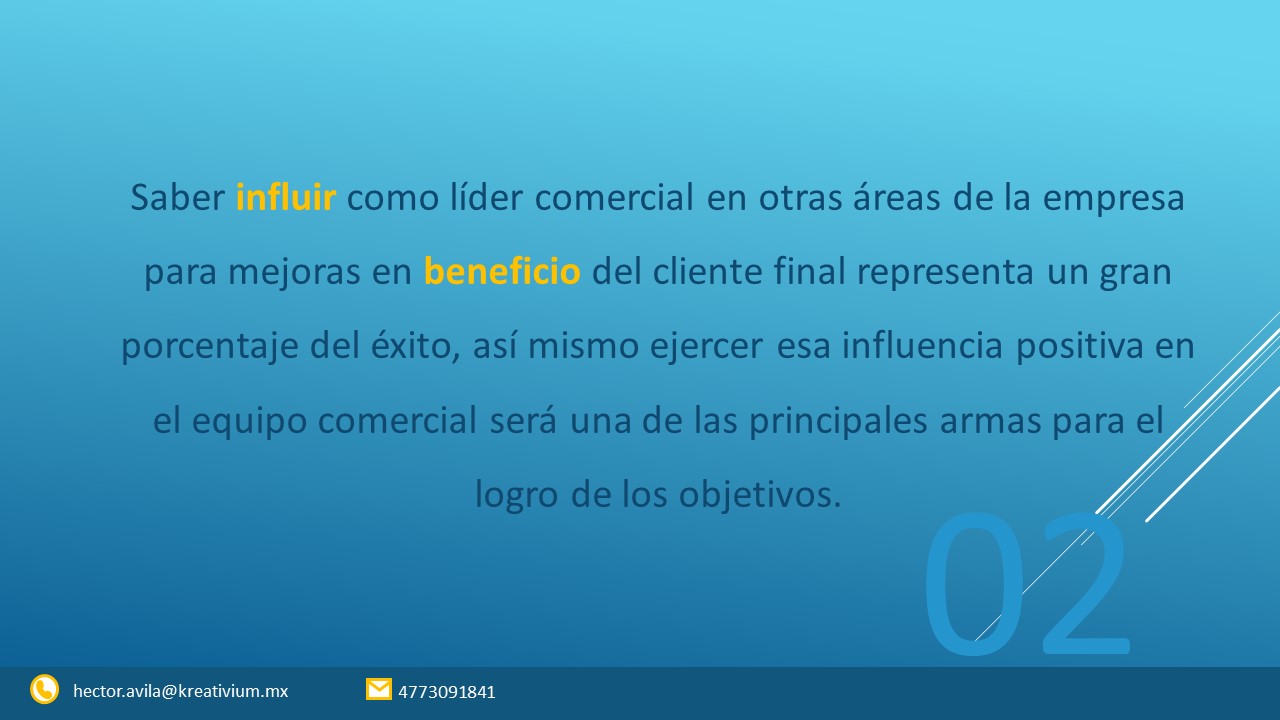 Saber influir como líder comercial en otras áreas de la empresa
para mejoras en beneficio del cliente final representa un gran
porcentaje del éxito, así mismo ejercer esa influencia positiva en
el equipo comercial será una de las principales armas para el
logro de los objetivos.
02
hector.avila@kreativium.mx 4773091841